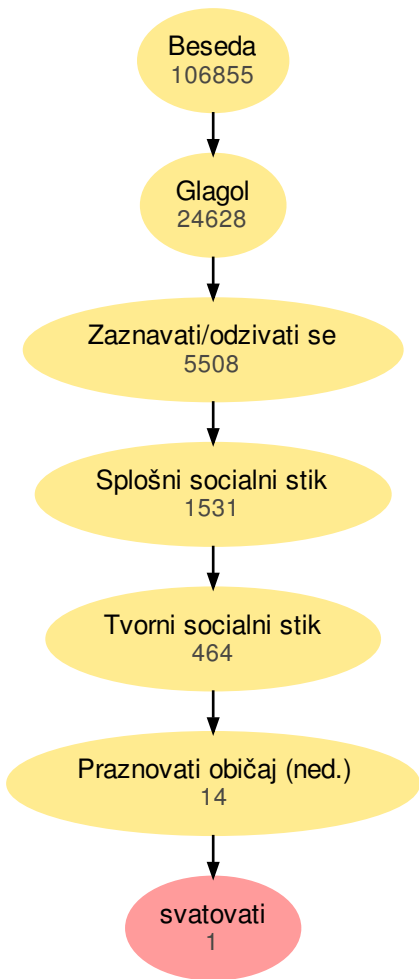 Beseda
106855
Glagol
24628
Zaznavati/odzivati se
5508
Splošni socialni stik
1531
Tvorni socialni stik
464
Praznovati običaj (ned.)
14
svatovati
1